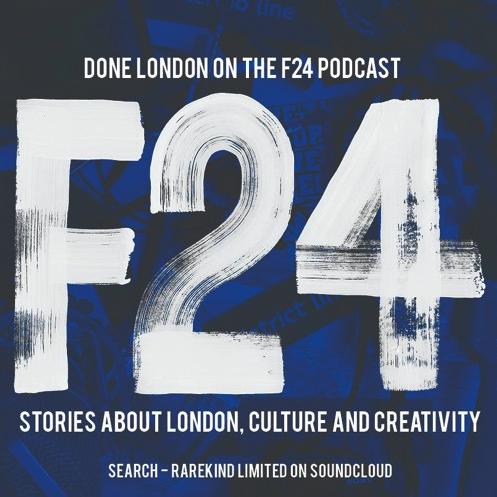 DONE LONDON ON THE F24 PODCAST
F24
STORIES ABOUT LONDON, CULTURE AND CREATIVITY
SEARCH - RAREKIND LIMITED ON SOUNDCLOUD